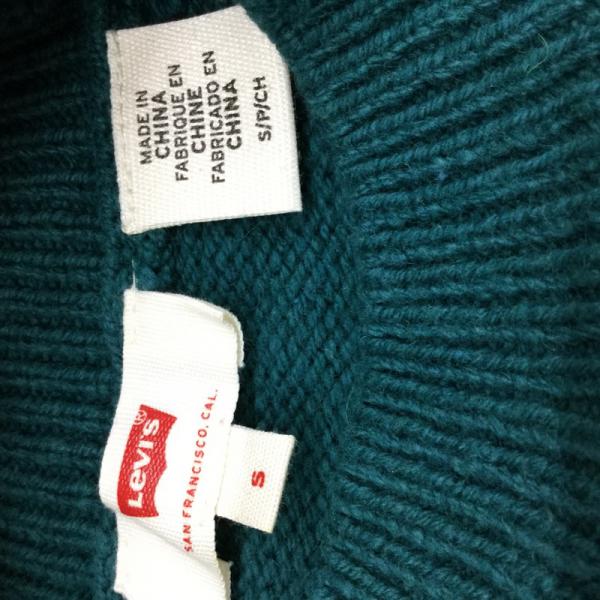 MADE IN
CHINA
FABRIQUE EN
CHINE
FABRICADO EN
CHINA
S/P/CH
Levi's®
SAN FRANCISCO, CAL.
S